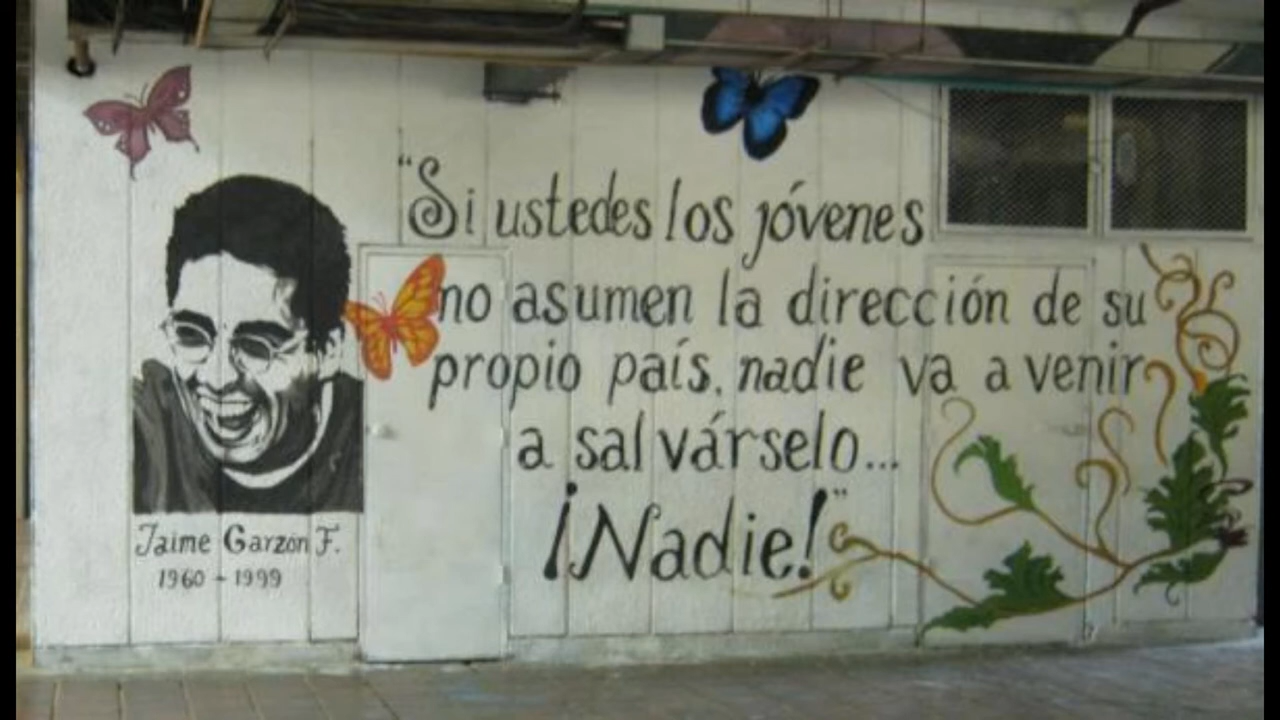 "Si ustedes los jóvenes
no asumen la dirección de su
propio país, nadie va a venir
a salvárselo...
¡Nadie!"
Jaime Garzón F.
1960 - 1999